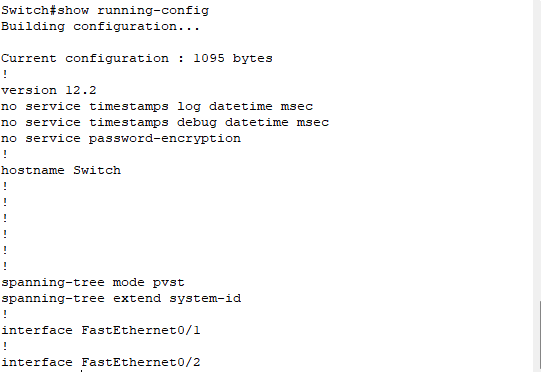 Switch#show running-config
Building configuration...
Current configuration : 1095 bytes
!
version 12.2
no service timestamps log datetime msec
no service timestamps debug datetime msec
no service password-encryption
!
hostname Switch
!
!
!
!
!
!
spanning-tree mode pvst
spanning-tree extend system-id
!
interface FastEthernet0/1
!
interface FastEthernet0/2